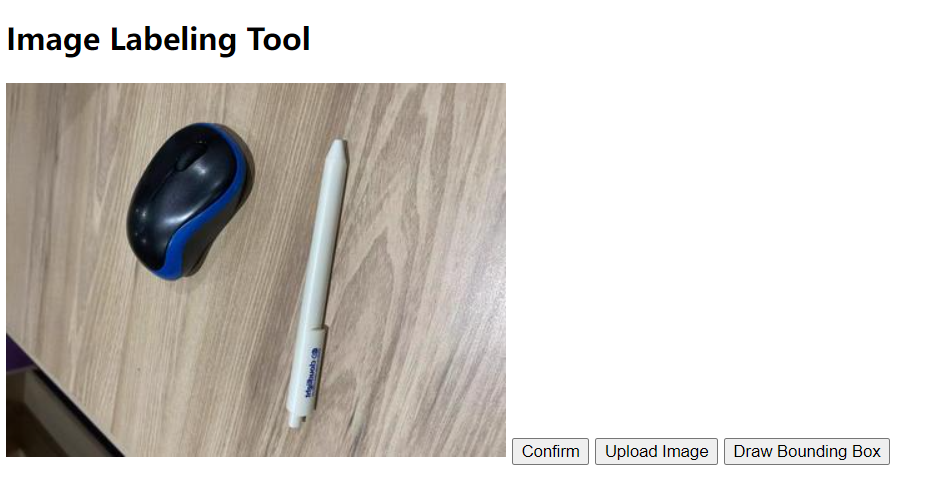 Image Labeling Tool
Confirm
Upload Image
Draw Bounding Box